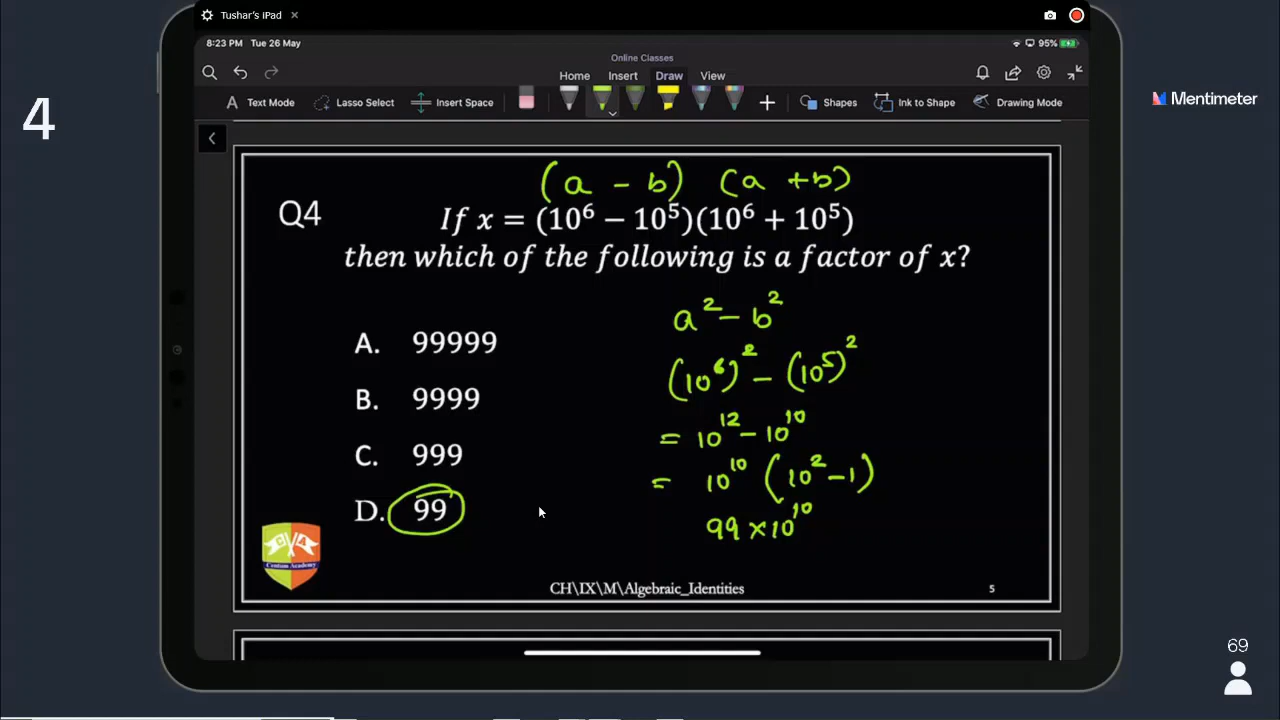 Tushar's iPad ×
8:23 PM Tue 26 May
95%
Online Classes
Home Insert Draw View
Text Mode Lasso Select Insert Space + Shapes Ink to Shape Drawing Mode
4
Mentimeter
(a - b) (a + b)
Q4 If x = (10⁶ − 10⁵)(10⁶ + 10⁵)
then which of the following is a factor of x?
A. 99999
B. 9999
C. 999
D. 99
a² - b²
(10⁶)² - (10⁵)²
= 10¹² - 10¹⁰
= 10¹⁰ (10² - 1)
99 × 10¹⁰
CA
Centum Academy
CH\IX\M\Algebraic_Identities
5
69